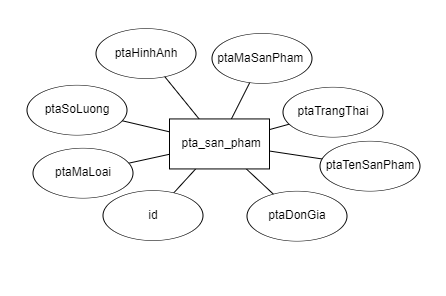 ptaHinhAnh
ptaMaSanPham
ptaSoLuong
ptaTrangThai
pta_san_pham
ptaMaLoai
ptaTenSanPham
id
ptaDonGia